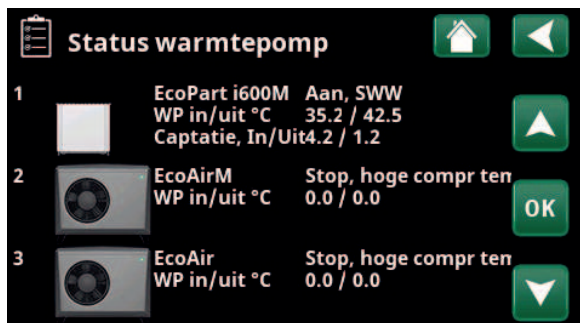 Status warmtepomp
1 EcoPart i600M Aan, SWW
WP in/uit °C 35.2 / 42.5
Captatie, In/Uit4.2 / 1.2
2 EcoAirM Stop, hoge compr tem
WP in/uit °C 0.0 / 0.0
OK
3 EcoAir Stop, hoge compr tem
WP in/uit °C 0.0 / 0.0